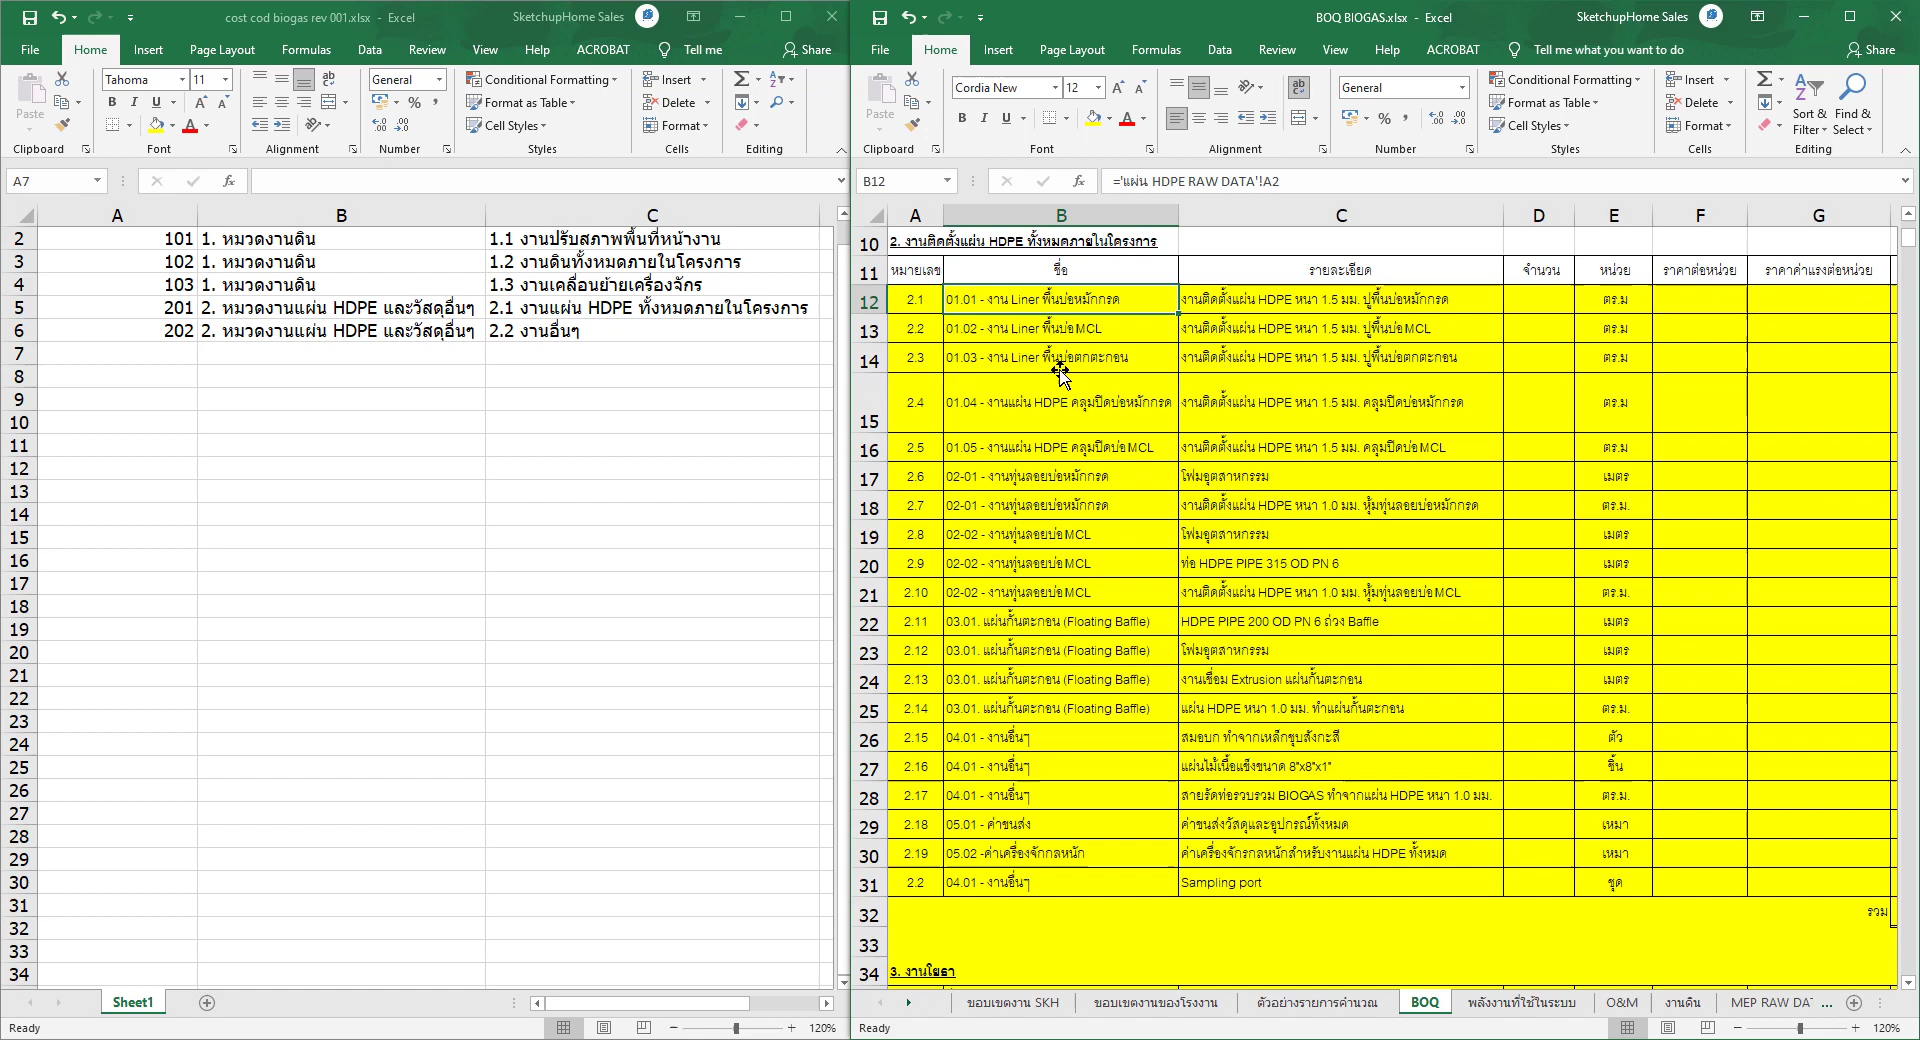 cost cod biogas rev 001.xlsx - Excel
SketchupHome Sales
File Home Insert Page Layout Formulas Data Review View Help ACROBAT Tell me Share
Paste
Tahoma 11
B I U
General
Conditional Formatting
Format as Table
Cell Styles
Insert
Delete
Format
Clipboard Font Alignment Number Styles Cells Editing
A7
A B C
2 101 1. หมวดงานดิน 1.1 งานปรับสภาพพื้นที่หน้างาน
3 102 1. หมวดงานดิน 1.2 งานดินทั้งหมดภายในโครงการ
4 103 1. หมวดงานดิน 1.3 งานเคลื่อนย้ายเครื่องจักร
5 201 2. หมวดงานแผ่น HDPE และวัสดุอื่นๆ 2.1 งานแผ่น HDPE ทั้งหมดภายในโครงการ
6 202 2. หมวดงานแผ่น HDPE และวัสดุอื่นๆ 2.2 งานอื่นๆ
7
8
9
10
11
12
13
14
15
16
17
18
19
20
21
22
23
24
25
26
27
28
29
30
31
32
33
34
Sheet1
Ready
120%
BOQ BIOGAS.xlsx - Excel
SketchupHome Sales
File Home Insert Page Layout Formulas Data Review View Help ACROBAT Tell me what you want to do Share
Paste
Cordia New 12
B I U
General
Conditional Formatting
Format as Table
Cell Styles
Insert
Delete
Format
Sort & Filter
Find & Select
Clipboard Font Alignment Number Styles Cells Editing
B12 ='แผ่น HDPE RAW DATA'!A2
A B C D E F G
10 2. งานติดตั้งแผ่น HDPE ทั้งหมดภายในโครงการ
11 หมายเลข ชื่อ รายละเอียด จำนวน หน่วย ราคาต่อหน่วย ราคาค่าแรงต่อหน่วย
12 2.1 01.01 - งาน Liner พื้นบ่อหมักกรด งานติดตั้งแผ่น HDPE หนา 1.5 มม. ปูพื้นบ่อหมักกรด ตร.ม
13 2.2 01.02 - งาน Liner พื้นบ่อ MCL งานติดตั้งแผ่น HDPE หนา 1.5 มม. ปูพื้นบ่อ MCL ตร.ม
14 2.3 01.03 - งาน Liner พื้นบ่อตกตะกอน งานติดตั้งแผ่น HDPE หนา 1.5 มม. ปูพื้นบ่อตกตะกอน ตร.ม
15 2.4 01.04 - งานแผ่น HDPE คลุมปิดบ่อหมักกรด งานติดตั้งแผ่น HDPE หนา 1.5 มม. คลุมปิดบ่อหมักกรด ตร.ม
16 2.5 01.05 - งานแผ่น HDPE คลุมปิดบ่อ MCL งานติดตั้งแผ่น HDPE หนา 1.5 มม. คลุมปิดบ่อ MCL ตร.ม
17 2.6 02-01 - งานทุ่นลอยบ่อหมักกรด โฟมอุตสาหกรรม เมตร
18 2.7 02-01 - งานทุ่นลอยบ่อหมักกรด งานติดตั้งแผ่น HDPE หนา 1.0 มม. หุ้มทุ่นลอยบ่อหมักกรด ตร.ม.
19 2.8 02-02 - งานทุ่นลอยบ่อ MCL โฟมอุตสาหกรรม เมตร
20 2.9 02-02 - งานทุ่นลอยบ่อ MCL ท่อ HDPE PIPE 315 OD PN 6 เมตร
21 2.10 02-02 - งานทุ่นลอยบ่อ MCL งานติดตั้งแผ่น HDPE หนา 1.0 มม. หุ้มทุ่นลอยบ่อ MCL ตร.ม.
22 2.11 03.01. แผ่นกั้นตะกอน (Floating Baffle) HDPE PIPE 200 OD PN 6 ถ่วง Baffle เมตร
23 2.12 03.01. แผ่นกั้นตะกอน (Floating Baffle) โฟมอุตสาหกรรม เมตร
24 2.13 03.01. แผ่นกั้นตะกอน (Floating Baffle) งานเชื่อม Extrusion แผ่นกั้นตะกอน เมตร
25 2.14 03.01. แผ่นกั้นตะกอน (Floating Baffle) แผ่น HDPE หนา 1.0 มม. ทำแผ่นกั้นตะกอน ตร.ม.
26 2.15 04.01 - งานอื่นๆ สมอบก ทำจากเหล็กชุบสังกะสี ตัว
27 2.16 04.01 - งานอื่นๆ แผ่นไม้เนื้อแข็งขนาด 8"x8"x1" ชิ้น
28 2.17 04.01 - งานอื่นๆ สายรัดท่อรวบรวม BIOGAS ทำจากแผ่น HDPE หนา 1.0 มม. ตร.ม.
29 2.18 05.01 - ค่าขนส่ง ค่าขนส่งวัสดุและอุปกรณ์ทั้งหมด เหมา
30 2.19 05.02 -ค่าเครื่องจักกลหนัก ค่าเครื่องจักรกลหนักสำหรับงานแผ่น HDPE ทั้งหมด เหมา
31 2.2 04.01 - งานอื่นๆ Sampling port ชุด
32 รวม
33
34 3. งานโยธา
ขอบเขตงาน SKH ขอบเขตงานของโรงงาน ตัวอย่างรายการคำนวณ BOQ พลังงานที่ใช้ในระบบ O&M งานดิน MEP RAW DA ...
Ready
120%